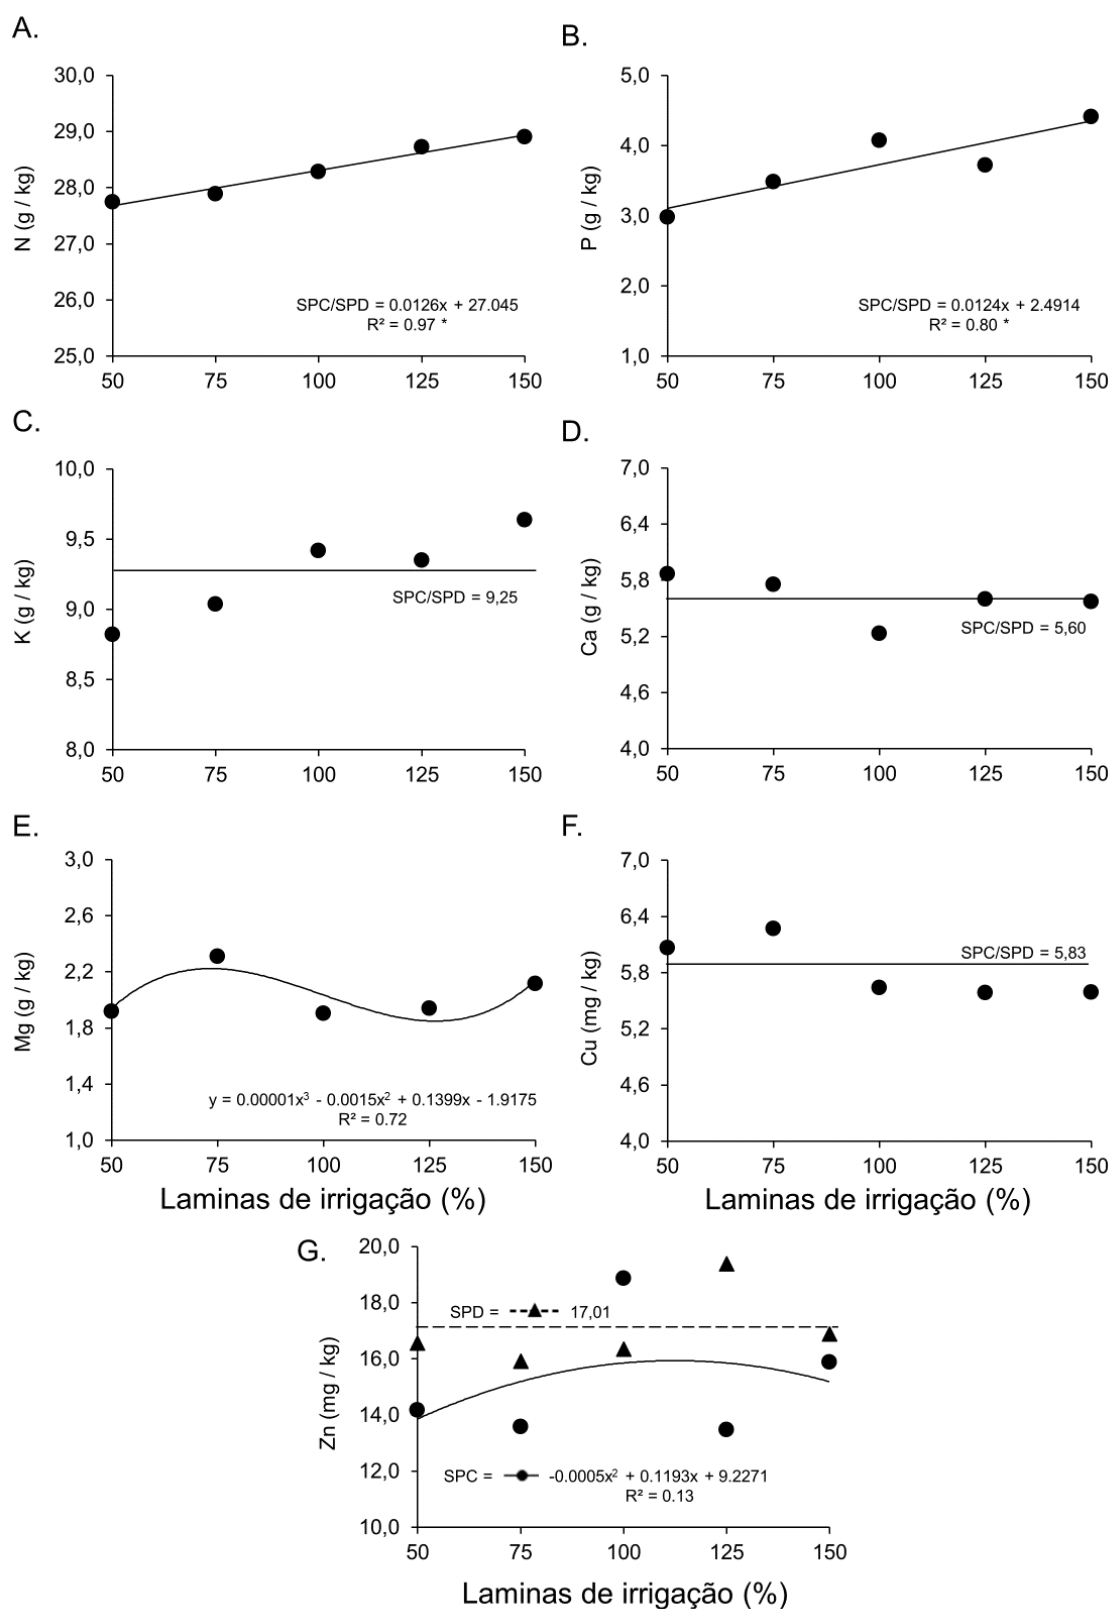 A.
N (g / kg)
30,0
29,0
28,0
27,0
26,0
25,0
SPC/SPD = 0.0126x + 27.045
R² = 0.97 *
50 75 100 125 150
B.
P (g / kg)
5,0
4,0
3,0
2,0
1,0
SPC/SPD = 0.0124x + 2.4914
R² = 0.80 *
50 75 100 125 150
C.
K (g / kg)
10,0
9,5
9,0
8,5
8,0
SPC/SPD = 9,25
50 75 100 125 150
D.
Ca (g / kg)
7,0
6,4
5,8
5,2
4,6
4,0
SPC/SPD = 5,60
50 75 100 125 150
E.
Mg (g / kg)
3,0
2,6
2,2
1,8
1,4
1,0
y = 0.00001x³ - 0.0015x² + 0.1399x - 1.9175
R² = 0.72
50 75 100 125 150
Laminas de irrigação (%)
F.
Cu (mg / kg)
7,0
6,4
5,8
5,2
4,6
4,0
SPC/SPD = 5,83
50 75 100 125 150
Laminas de irrigação (%)
G.
Zn (mg / kg)
20,0
18,0
16,0
14,0
12,0
10,0
SPD = 17,01
SPC = -0.0005x² + 0.1193x + 9.2271
R² = 0.13
50 75 100 125 150
Laminas de irrigação (%)